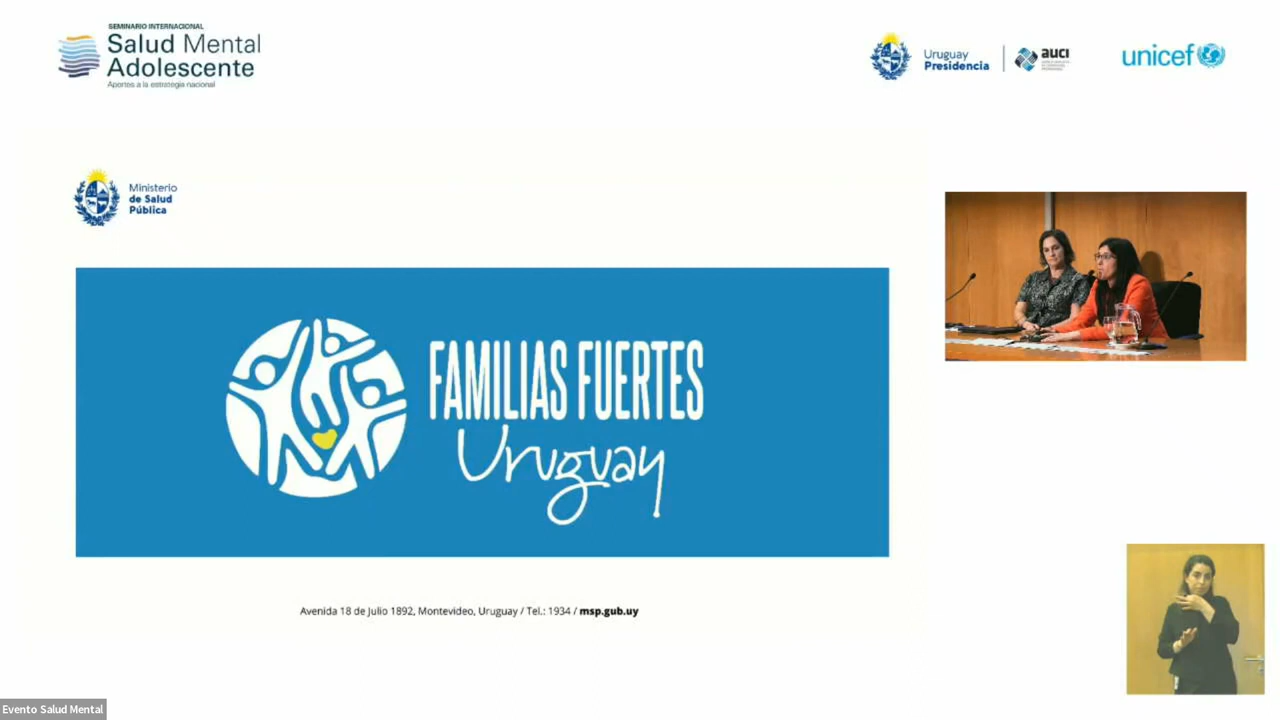 SEMINARIO INTERNACIONAL
Salud Mental
Adolescente
Aportes a la estrategia nacional
Uruguay
Presidencia
auci
unicef
Ministerio
de Salud
Pública
FAMILIAS FUERTES
Uruguay
Avenida 18 de Julio 1892, Montevideo, Uruguay / Tel.: 1934 / msp.gub.uy
Evento Salud Mental